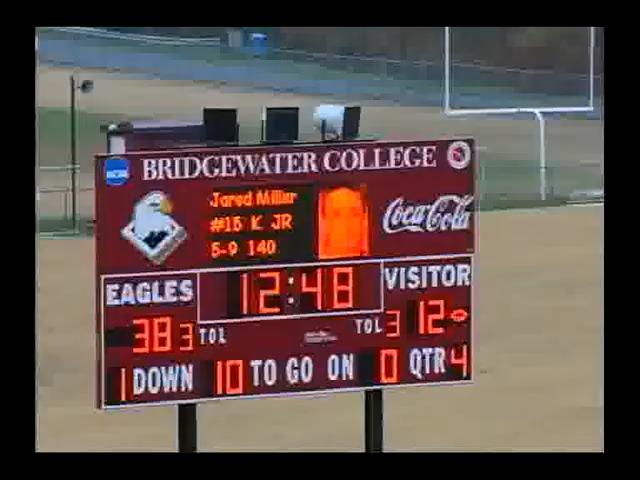 NCAA BRIDGEWATER COLLEGE
Jared Miller
#15 K JR
5-9 140
Coca-Cola
EAGLES 12:48 VISITOR
38 3 TOL TOL 3 12
1 DOWN 10 TO GO ON 0 QTR 4